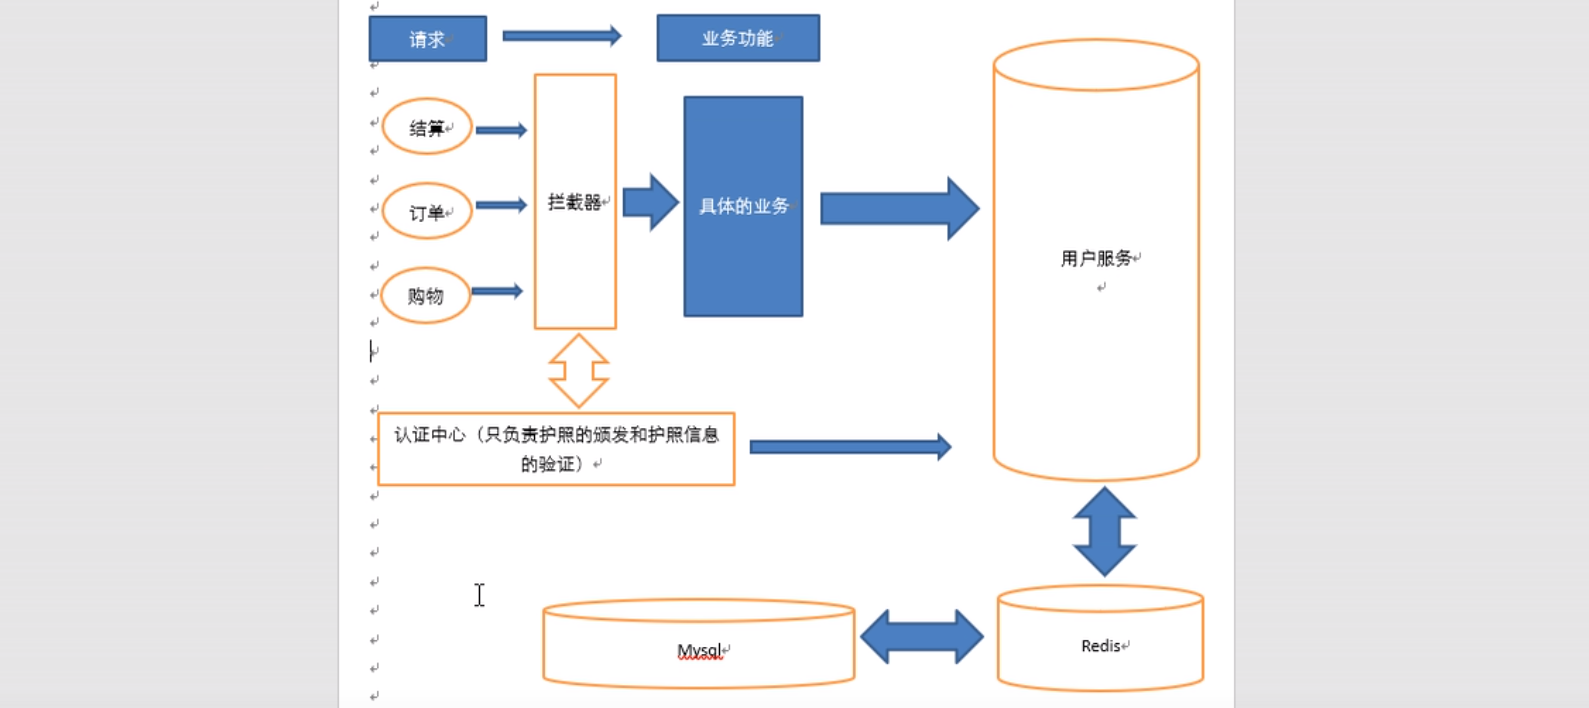 请求
业务功能
结算
订单
购物
拦截器
具体的业务
用户服务
认证中心（只负责护照的颁发和护照信息
的验证）
Mysql
Redis